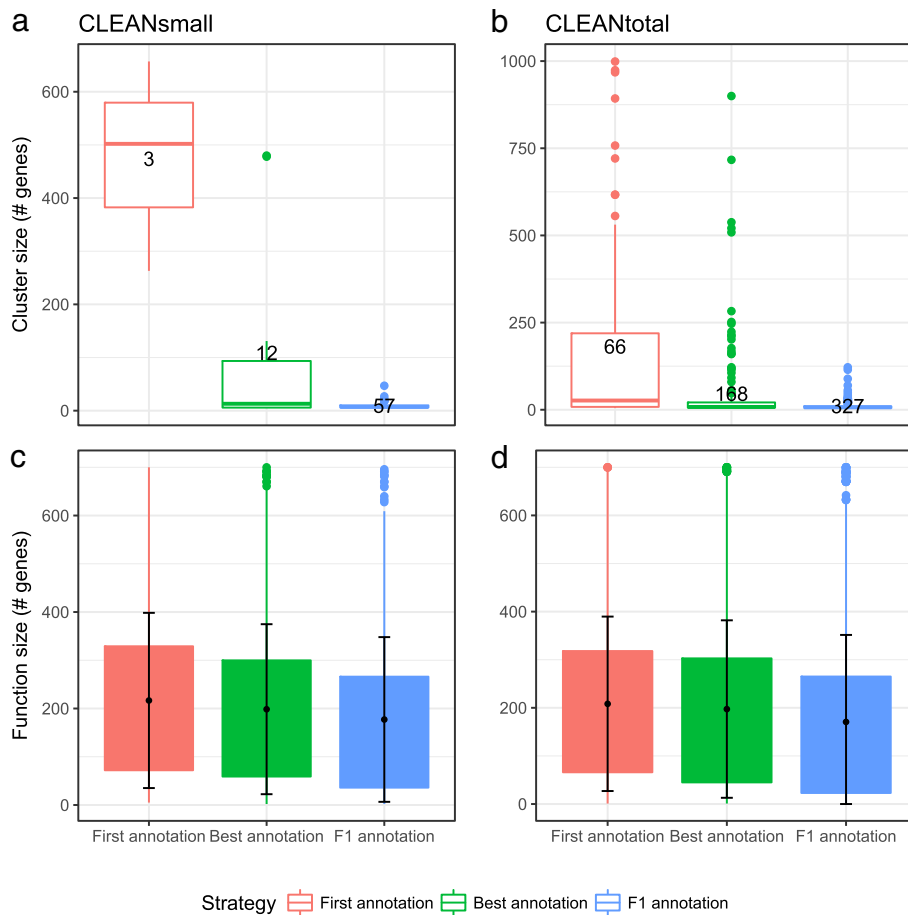 a CLEANsmall
b CLEANtotal
Cluster size (# genes)
600
400
200
0
3
12
57
1000
750
500
250
0
66
168
327
c
d
Function size (# genes)
600
400
200
0
First annotation Best annotation F1 annotation
600
400
200
0
First annotation Best annotation F1 annotation
Strategy First annotation Best annotation F1 annotation